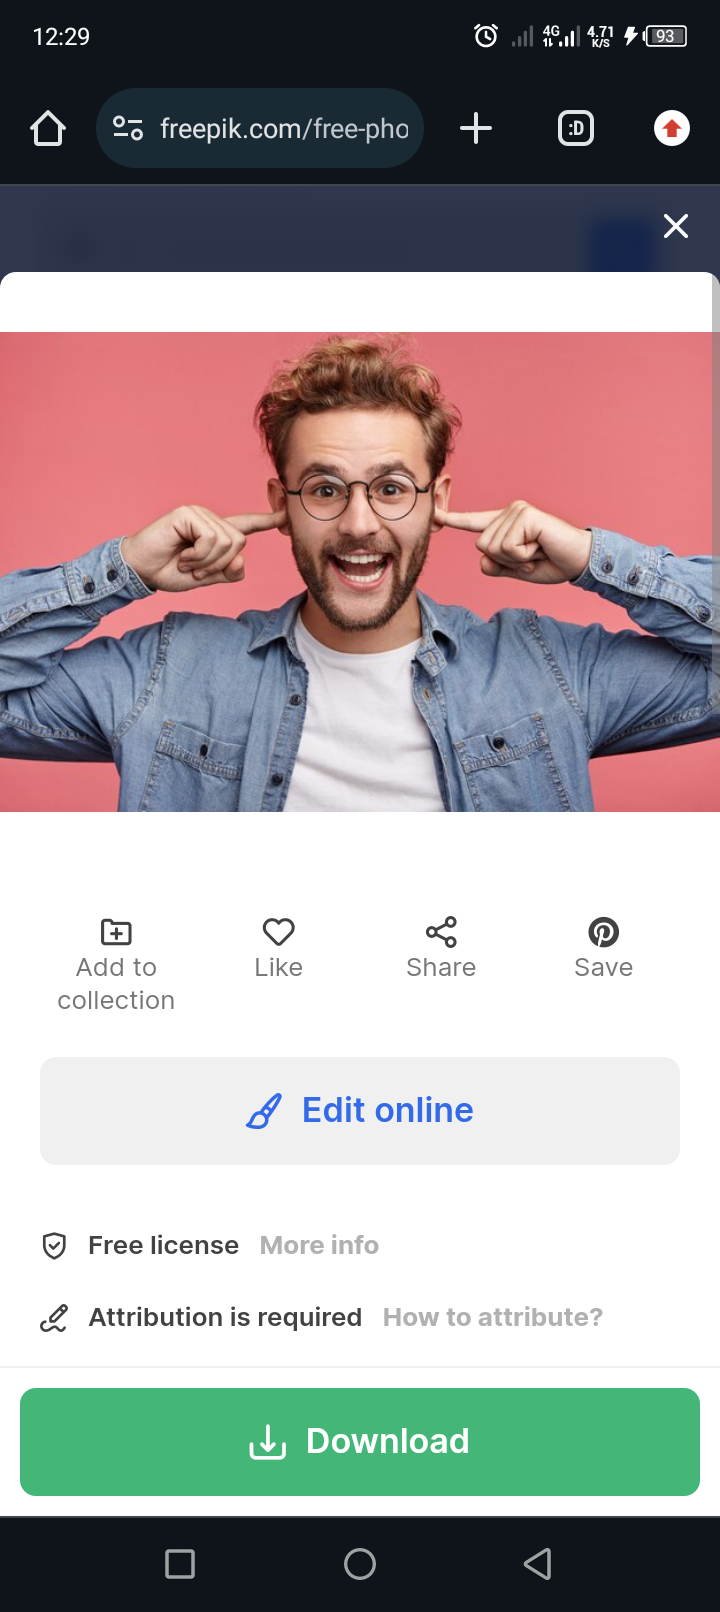 12:29
4G
4.71
K/S
93
freepik.com/free-pho
:D
Add to
collection
Like
Share
Save
Edit online
Free license More info
Attribution is required How to attribute?
Download